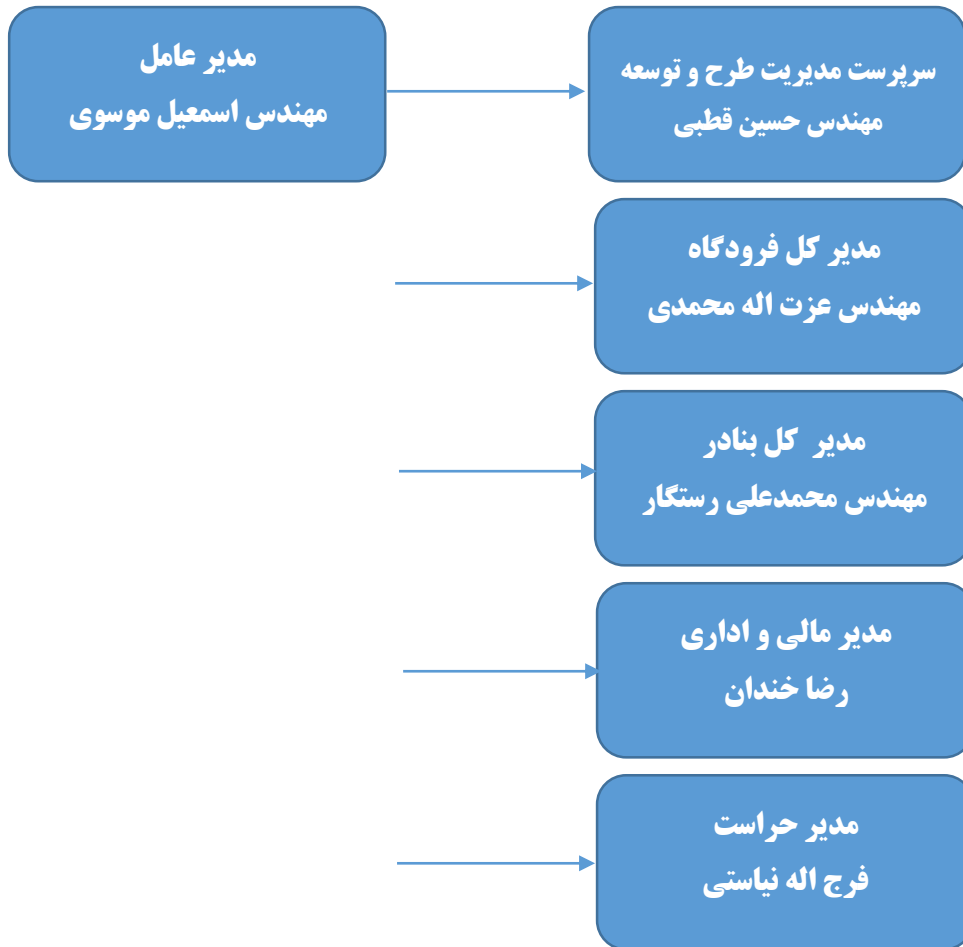 مدیر عامل
مهندس اسمعیل موسوی
سرپرست مدیریت طرح و توسعه
مهندس حسین قطبی
مدیر کل فرودگاه
مهندس عزت اله محمدی
مدیر کل بنادر
مهندس محمدعلی رستگار
مدیر مالی و اداری
رضا خندان
مدیر حراست
فرج اله نیاستی